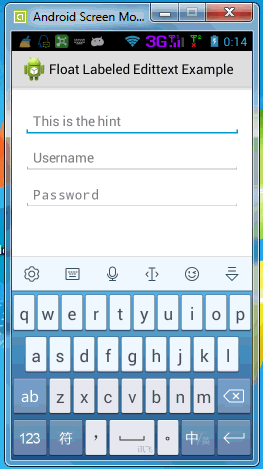 Android Screen Mo...
3G 0:14
Float Labeled Edittext Example
This is the hint
Username
Password
q w e r t y u i o p
a s d f g h j k l
ab z x c v b n m
123 符 ， 。 中